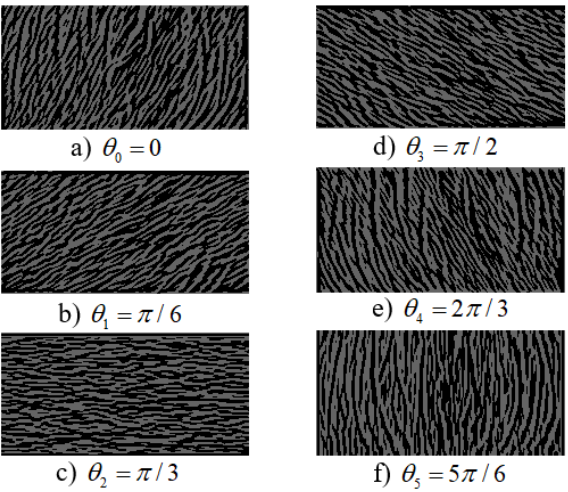 a) θ₀ = 0
b) θ₁ = π / 6
c) θ₂ = π / 3
d) θ₃ = π / 2
e) θ₄ = 2π / 3
f) θ₅ = 5π / 6